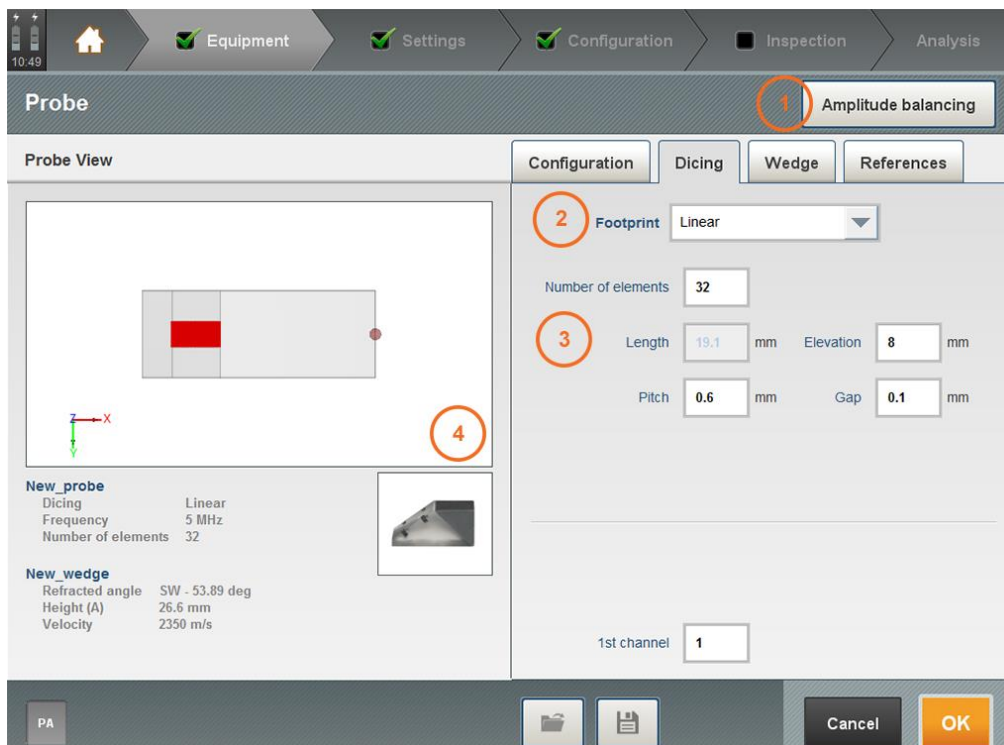 Equipment
Settings
Configuration
Inspection
Analysis
10:49
Probe
1 Amplitude balancing
Probe View
Configuration
Dicing
Wedge
References
2 Footprint Linear
Number of elements 32
3 Length 19.1 mm Elevation 8 mm
Pitch 0.6 mm Gap 0.1 mm
Z X
Y
4
New_probe
Dicing Linear
Frequency 5 MHz
Number of elements 32
New_wedge
Refracted angle SW - 53.89 deg
Height (A) 26.6 mm
Velocity 2350 m/s
1st channel 1
PA
Cancel
OK